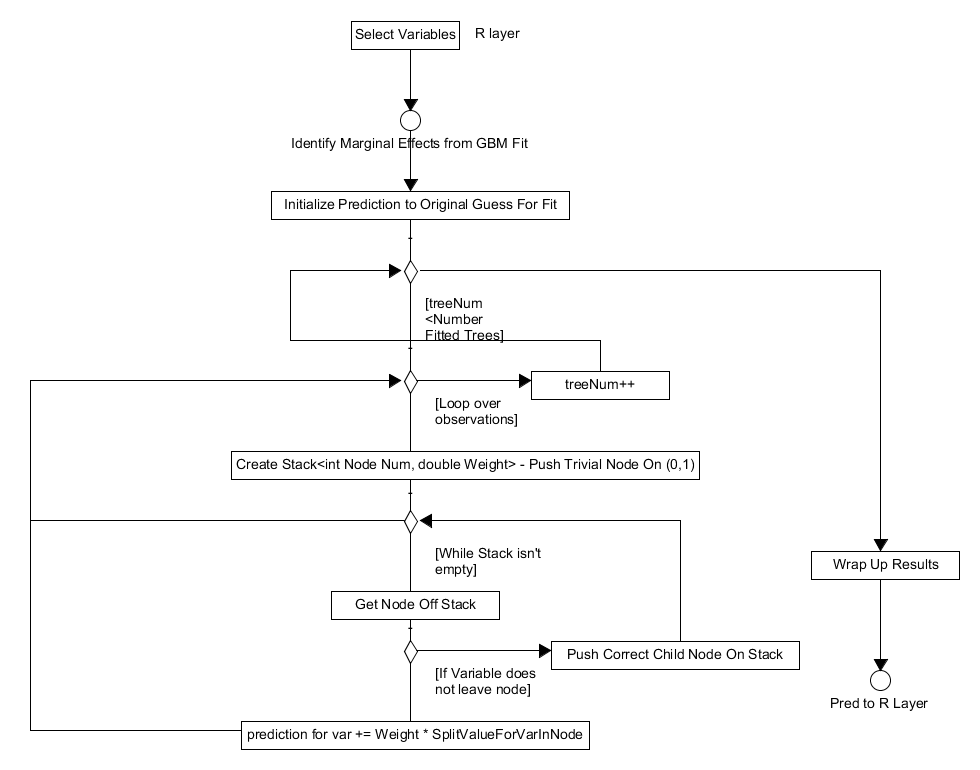 Select Variables
R layer
Identify Marginal Effects from GBM Fit
Initialize Prediction to Original Guess For Fit
[treeNum
<Number
Fitted Trees]
treeNum++
[Loop over
observations]
Create Stack<int Node Num, double Weight> - Push Trivial Node On (0,1)
[While Stack isn't
empty]
Wrap Up Results
Get Node Off Stack
Push Correct Child Node On Stack
[If Variable does
not leave node]
Pred to R Layer
prediction for var += Weight * SplitValueForVarInNode